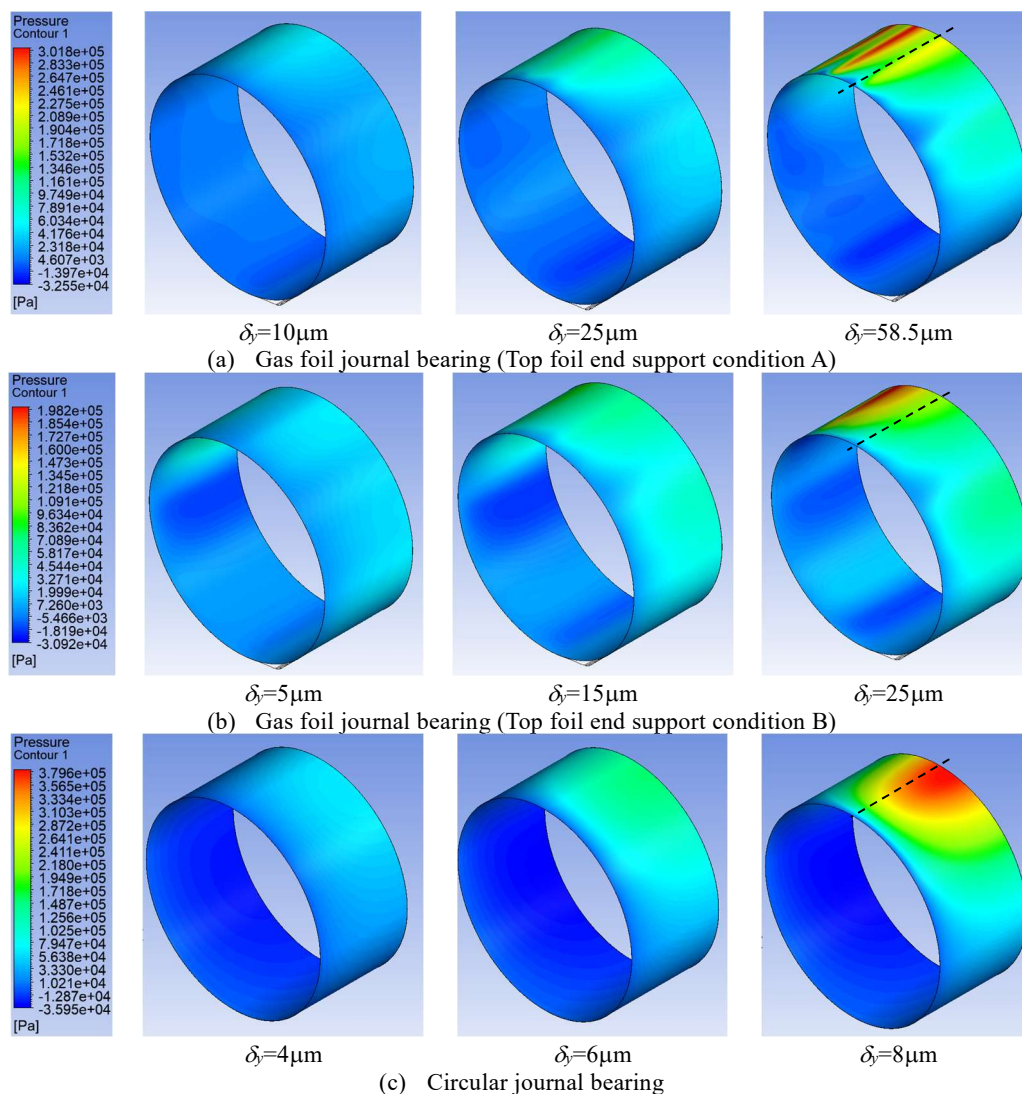 Pressure
Contour 1
3.018e+05
2.833e+05
2.647e+05
2.461e+05
2.275e+05
2.089e+05
1.904e+05
1.718e+05
1.532e+05
1.346e+05
1.161e+05
9.749e+04
7.891e+04
6.034e+04
4.176e+04
2.318e+04
4.607e+03
-1.397e+04
-3.255e+04
[Pa]
δy=10μm δy=25μm δy=58.5μm
(a) Gas foil journal bearing (Top foil end support condition A)
Pressure
Contour 1
1.982e+05
1.854e+05
1.727e+05
1.600e+05
1.473e+05
1.345e+05
1.218e+05
1.091e+05
9.634e+04
8.362e+04
7.089e+04
5.817e+04
4.544e+04
3.271e+04
1.999e+04
7.260e+03
-5.466e+03
-1.819e+04
-3.092e+04
[Pa]
δy=5μm δy=15μm δy=25μm
(b) Gas foil journal bearing (Top foil end support condition B)
Pressure
Contour 1
3.796e+05
3.565e+05
3.334e+05
3.103e+05
2.872e+05
2.641e+05
2.411e+05
2.180e+05
1.949e+05
1.718e+05
1.487e+05
1.256e+05
1.025e+05
7.947e+04
5.638e+04
3.330e+04
1.021e+04
-1.287e+04
-3.595e+04
[Pa]
δy=4μm δy=6μm δy=8μm
(c) Circular journal bearing